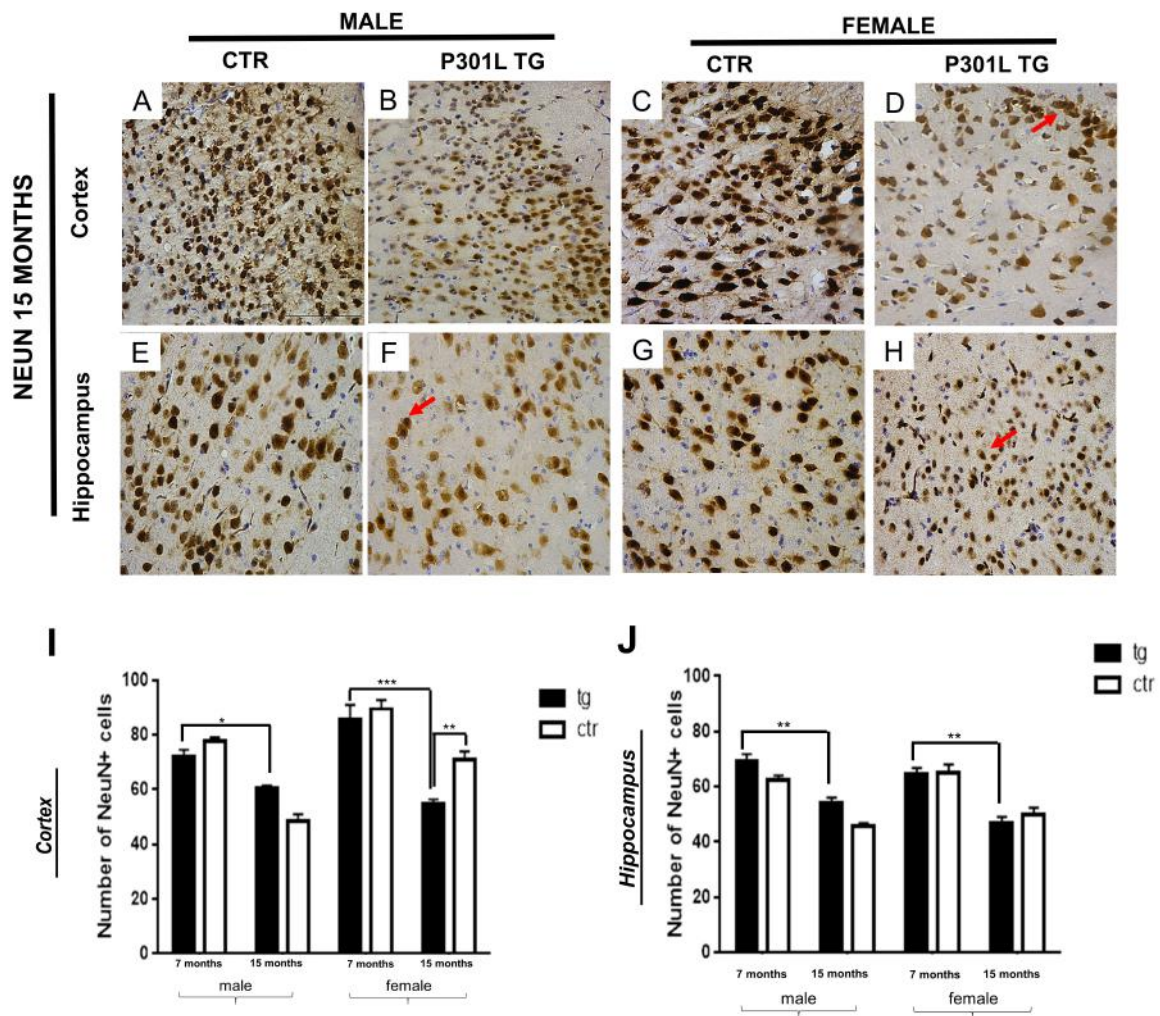 MALE
FEMALE
CTR
P301L TG
CTR
P301L TG
NEUN 15 MONTHS
Cortex
Hippocampus
A
B
C
D
E
F
G
H
I
Cortex
Number of NeuN+ cells
100
80
60
40
20
0
*
***
**
tg
ctr
7 months
15 months
7 months
15 months
male
female
J
Hippocampus
Number of NeuN+ cells
100
80
60
40
20
0
**
**
tg
ctr
7 months
15 months
7 months
15 months
male
female